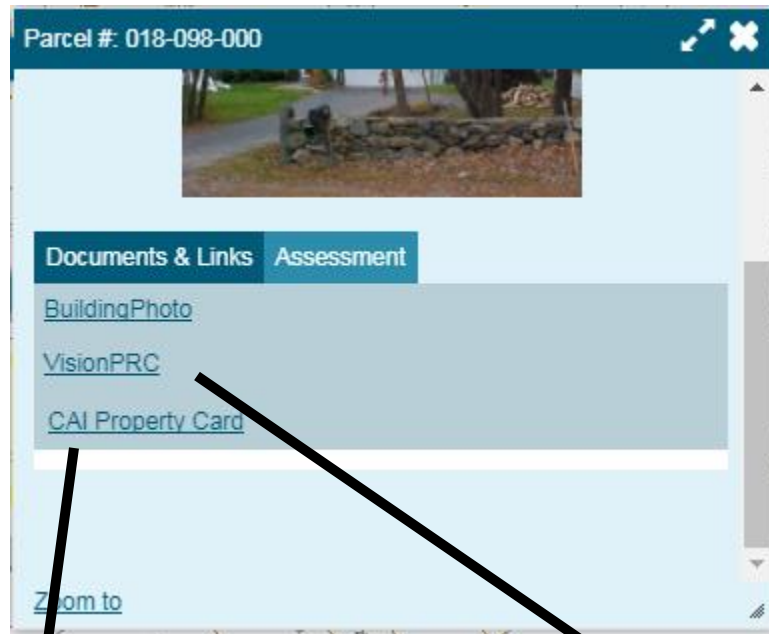 Parcel #: 018-098-000
Documents & Links Assessment
BuildingPhoto
VisionPRC
CAI Property Card
Zoom to